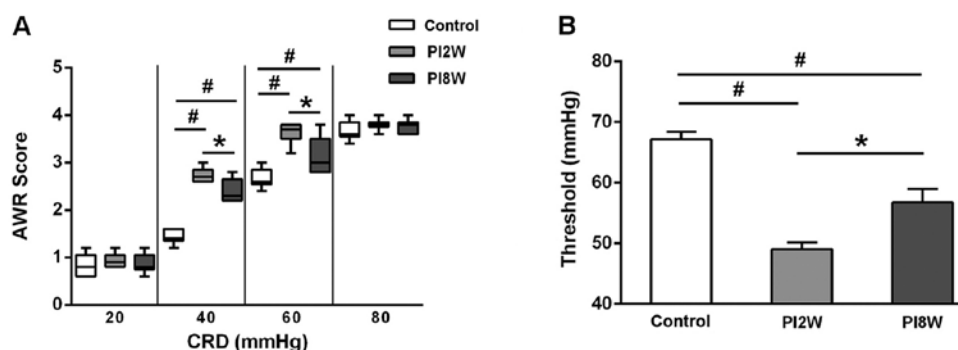 A
Control
PI2W
PI8W
AWR Score
5
4
3
2
1
0
# # # #
* *
20 40 60 80
CRD (mmHg)
B
Threshold (mmHg)
80
70
60
50
40
#
#
*
Control PI2W PI8W